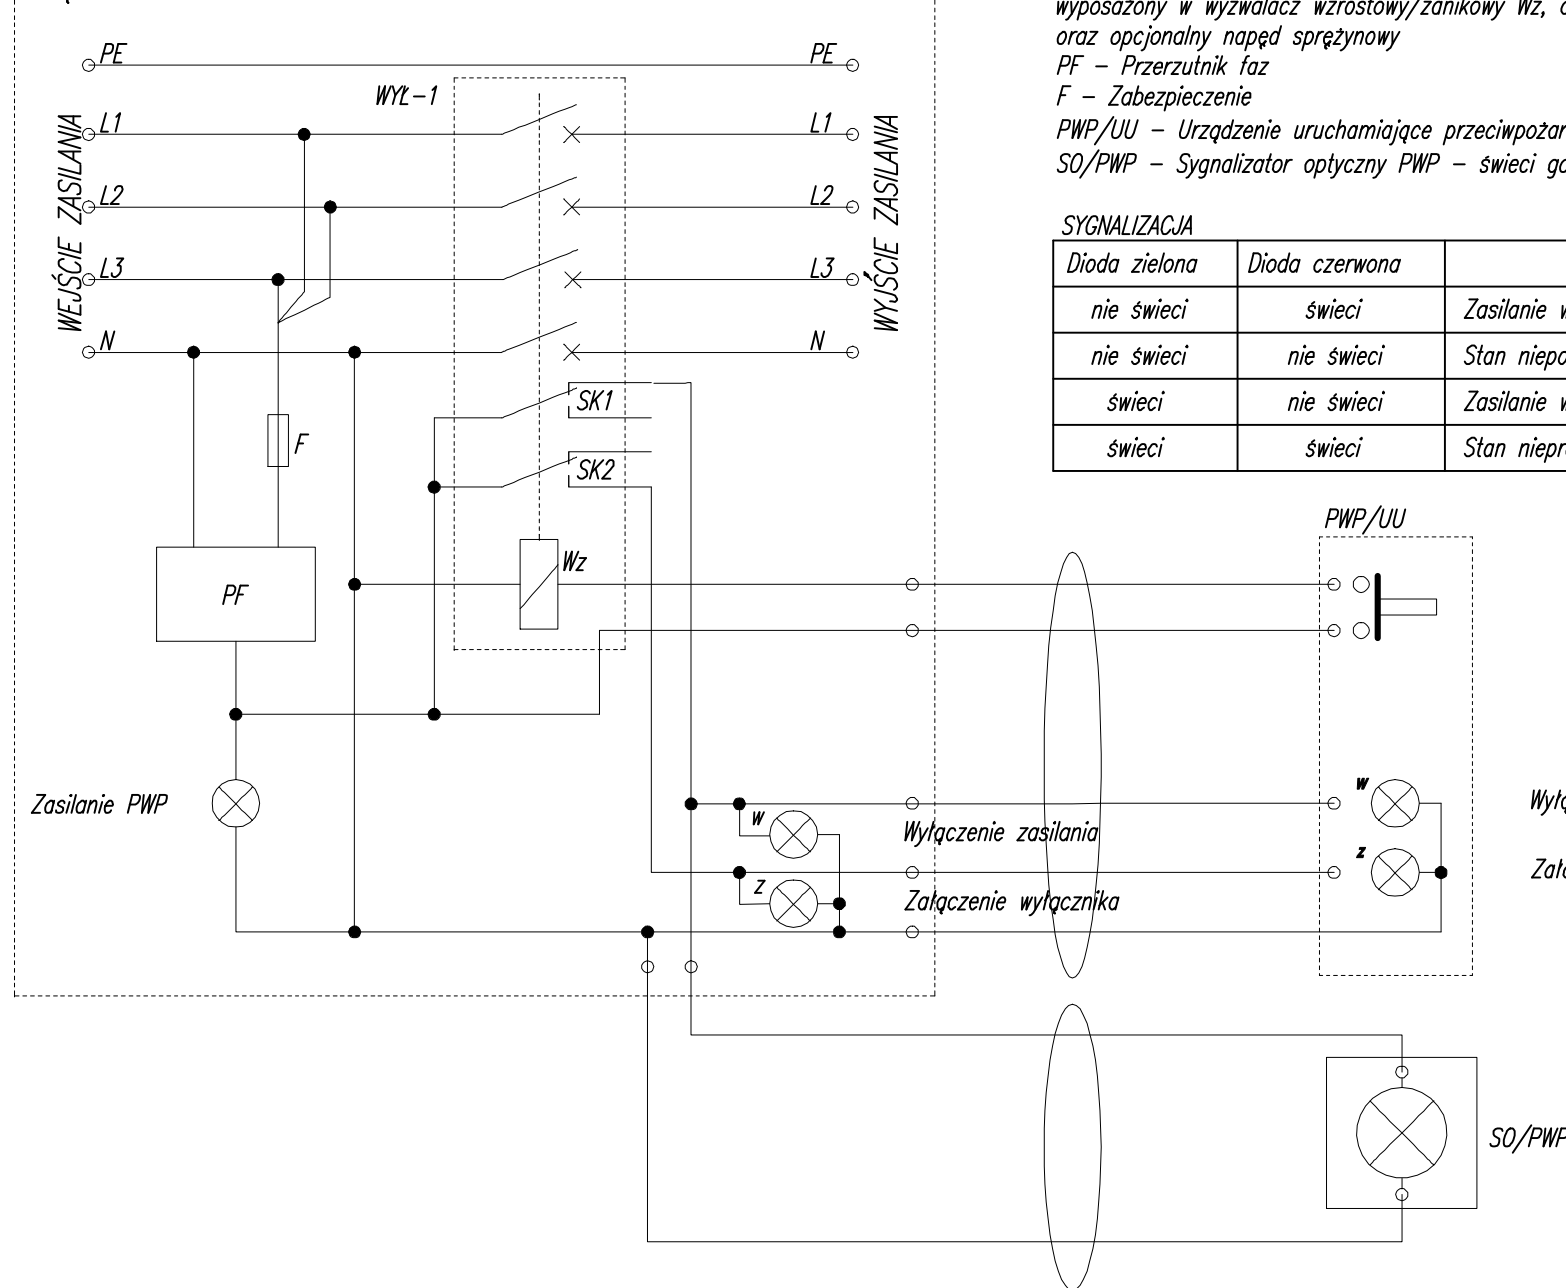 wyposażony w wyzwalacz wzrostowy/zanikowy Wz,
oraz opcjonalny napęd sprężynowy
PF – Przerzutnik faz
F – Zabezpieczenie
PWP/UU – Urządzenie uruchamiające
SO/PWP – Sygnalizator optyczny PWP – świeci
SYGNALIZACJA
Dioda zielona Dioda czerwona
nie świeci świeci Zasilanie
nie świeci nie świeci Stan
świeci nie świeci Zasilanie
świeci świeci Stan
PE PE
WYŁ–1
L1 L1
L2 L2
L3 L3
N N
WEJŚCIE ZASILANIA
WYJŚCIE ZASILANIA
SK1
F
SK2
PWP/UU
Wz
PF
Zasilanie PWP
w
w
Wyłączenie zasilania
z
z
Załączenie wyłącznika
SO/PWP